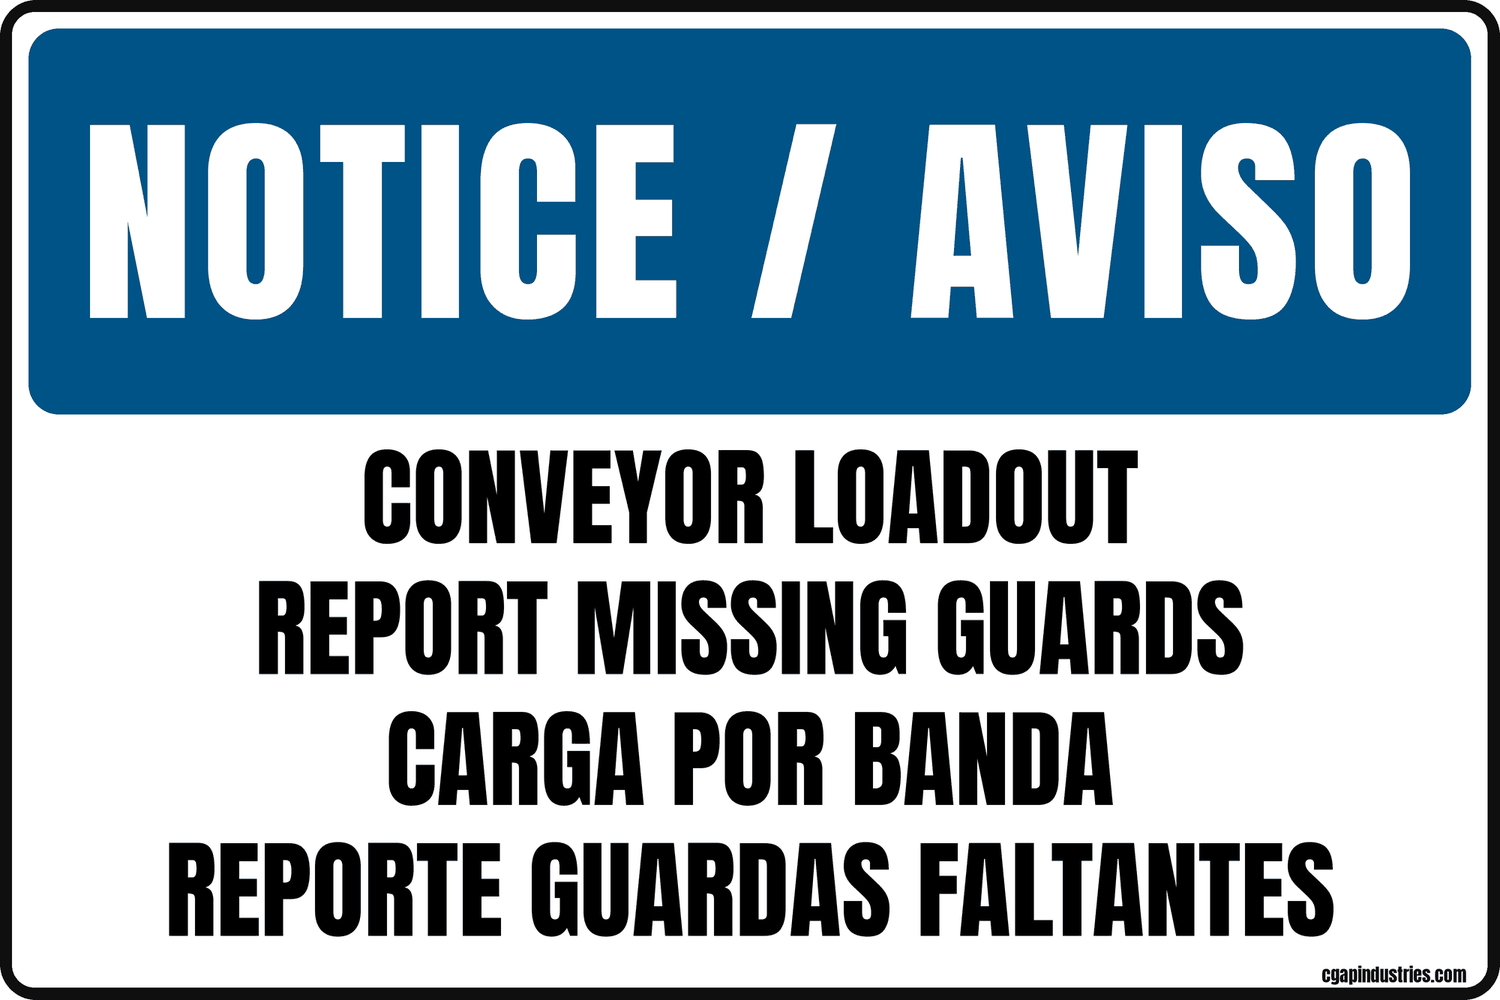 NOTICE / AVISO
CONVEYOR LOADOUT
REPORT MISSING GUARDS
CARGA POR BANDA
REPORTE GUARDAS FALTANTES
cgapindustries.com